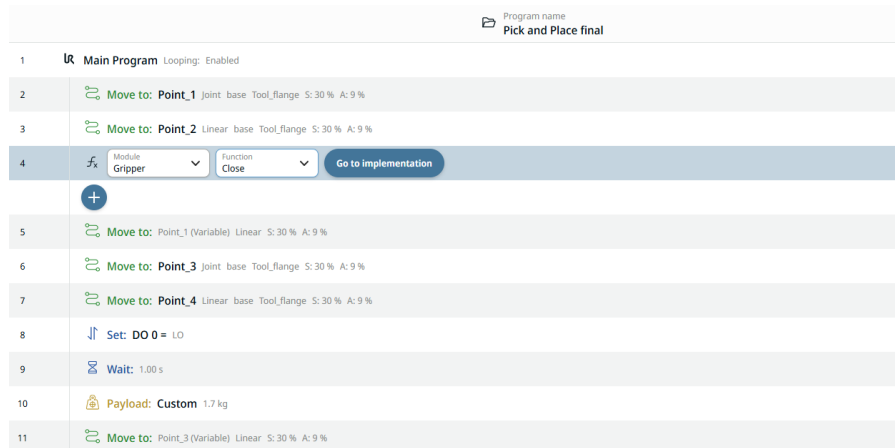 Program name
Pick and Place final
1 Main Program Looping: Enabled
2 Move to: Point_1 Joint base Tool_flange S: 30 % A: 9 %
3 Move to: Point_2 Linear base Tool_flange S: 30 % A: 9 %
4 fx Module Gripper Function Close Go to implementation
+
5 Move to: Point_1 (Variable) Linear S: 30 % A: 9 %
6 Move to: Point_3 Joint base Tool_flange S: 30 % A: 9 %
7 Move to: Point_4 Linear base Tool_flange S: 30 % A: 9 %
8 Set: DO 0 = LO
9 Wait: 1.00 s
10 Payload: Custom 1.7 kg
11 Move to: Point_3 (Variable) Linear S: 30 % A: 9 %